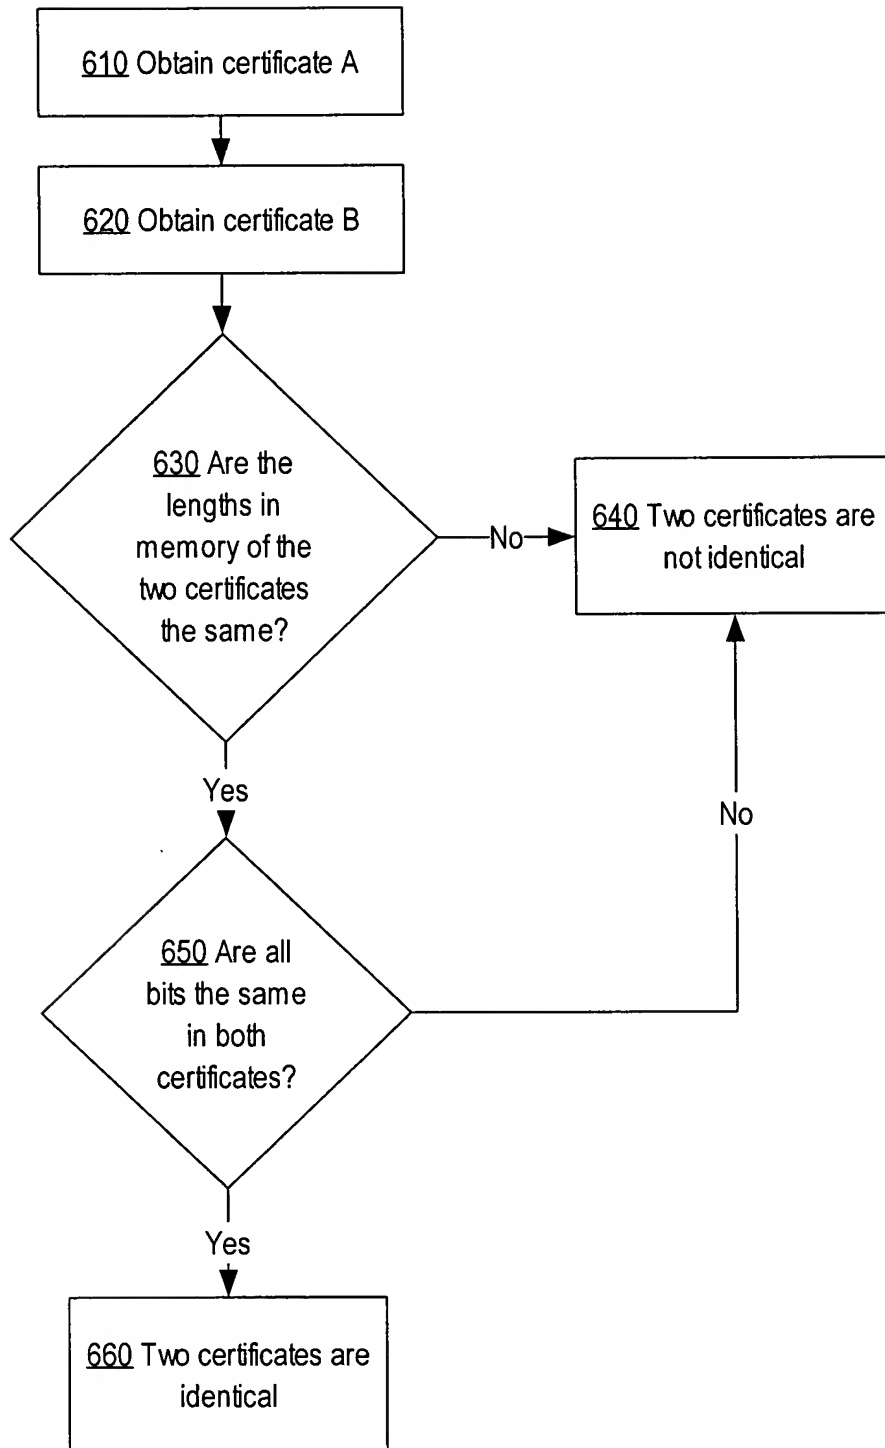 610 Obtain certificate A
620 Obtain certificate B
630 Are the
lengths in
memory of the
two certificates
the same?
No
640 Two certificates are
not identical
Yes
No
650 Are all
bits the same
in both
certificates?
Yes
660 Two certificates are
identical